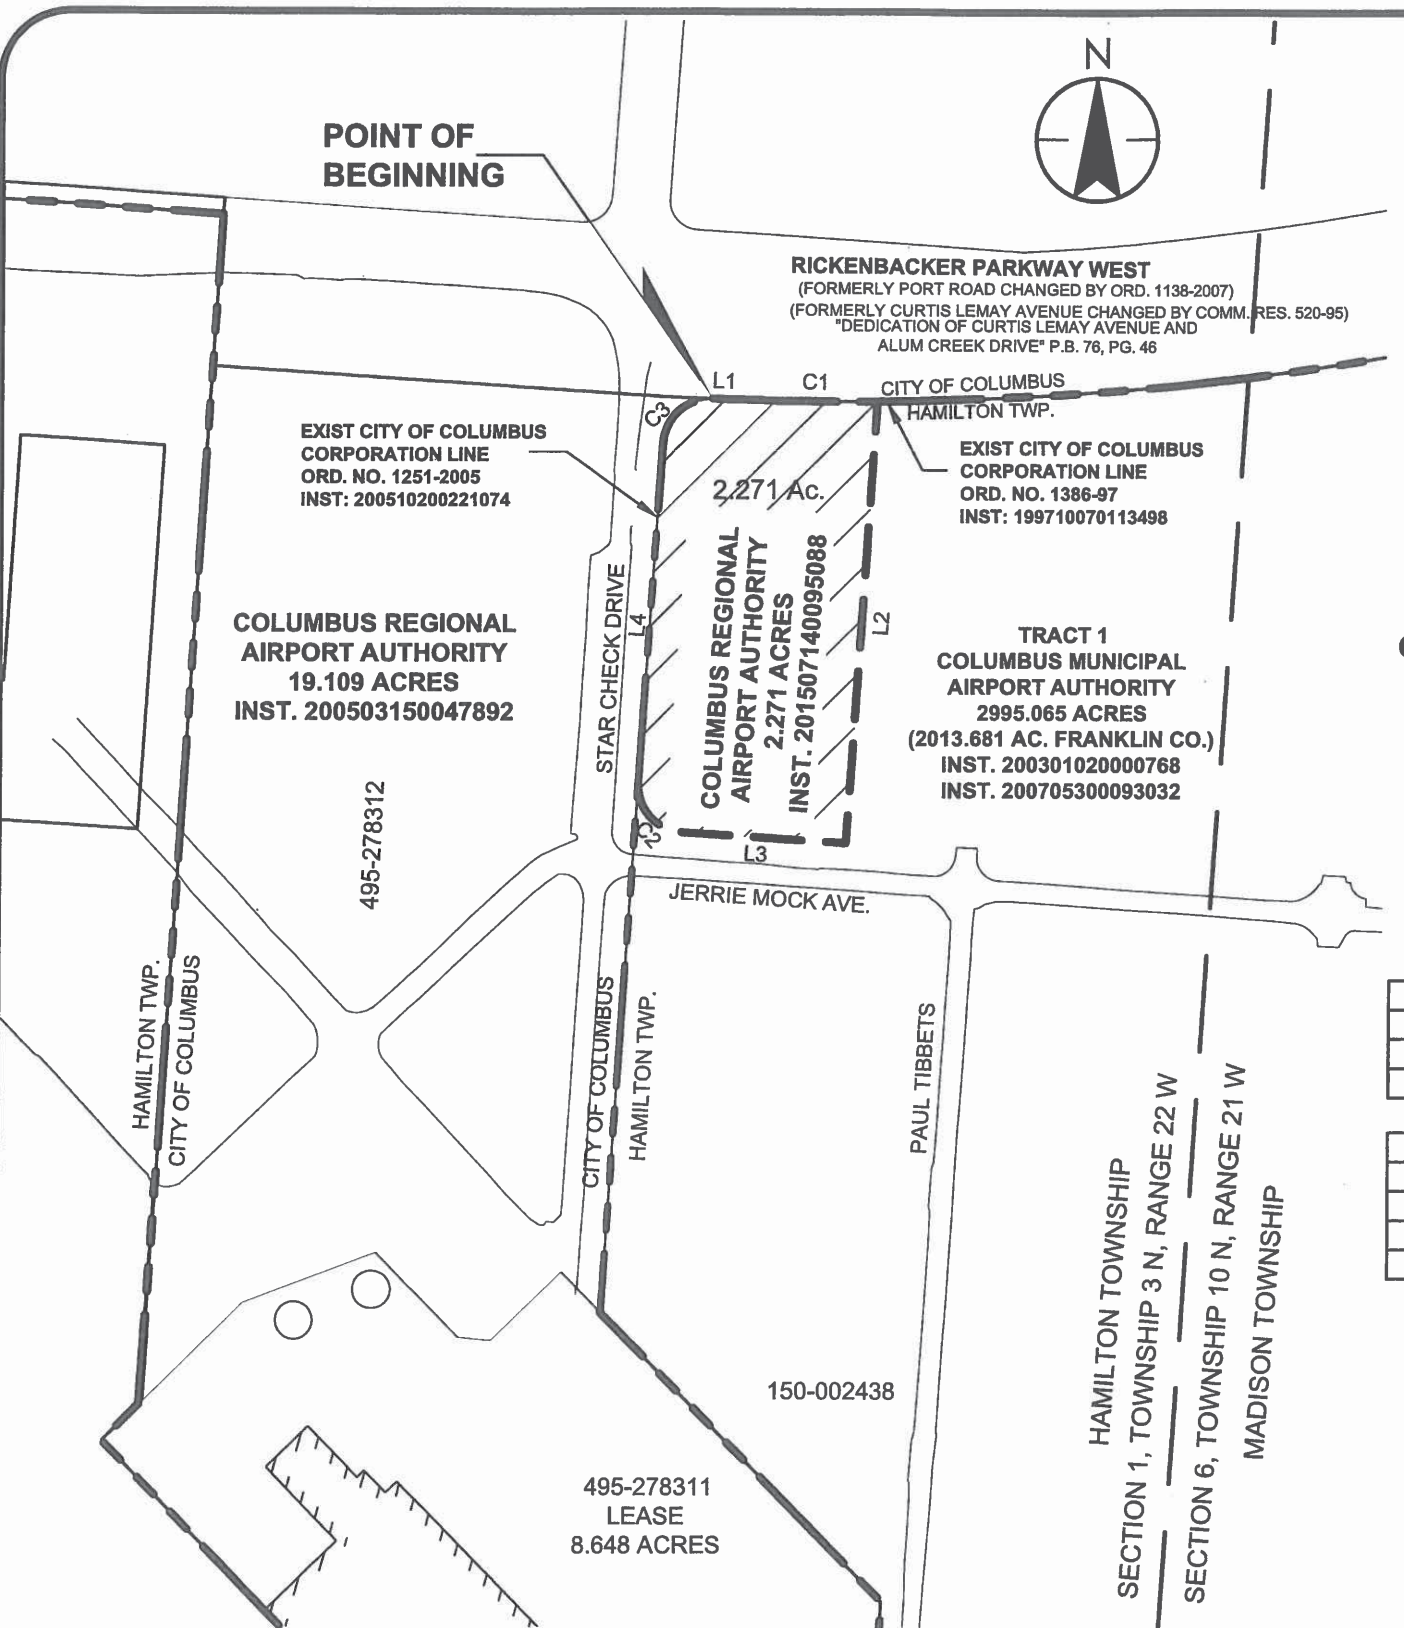 N
POINT OF
BEGINNING
RICKENBACKER PARKWAY WEST
(FORMERLY PORT ROAD CHANGED BY ORD. 1138-2007)
(FORMERLY CURTIS LEMAY AVENUE CHANGED BY COMM. RES. 520-95)
"DEDICATION OF CURTIS LEMAY AVENUE AND
ALUM CREEK DRIVE" P.B. 76, PG. 46
L1
C1
CITY OF COLUMBUS
HAMILTON TWP.
C3
EXIST CITY OF COLUMBUS
CORPORATION LINE
ORD. NO. 1251-2005
INST: 200510200221074
EXIST CITY OF COLUMBUS
CORPORATION LINE
ORD. NO. 1386-97
INST: 199710070113498
2.271 Ac.
COLUMBUS REGIONAL
AIRPORT AUTHORITY
2.271 ACRES
INST. 201507140095088
STAR CHECK DRIVE
L4
L2
COLUMBUS REGIONAL
AIRPORT AUTHORITY
19.109 ACRES
INST. 200503150047892
TRACT 1
COLUMBUS MUNICIPAL
AIRPORT AUTHORITY
2995.065 ACRES
(2013.681 AC. FRANKLIN CO.)
INST. 200301020000768
INST. 200705300093032
495-278312
C2
L3
JERRIE MOCK AVE.
HAMILTON TWP.
CITY OF COLUMBUS
CITY OF COLUMBUS
HAMILTON TWP.
PAUL TIBBETS
HAMILTON TOWNSHIP
SECTION 1, TOWNSHIP 3 N, RANGE 22 W
SECTION 6, TOWNSHIP 10 N, RANGE 21 W
MADISON TOWNSHIP
150-002438
495-278311
LEASE
8.648 ACRES